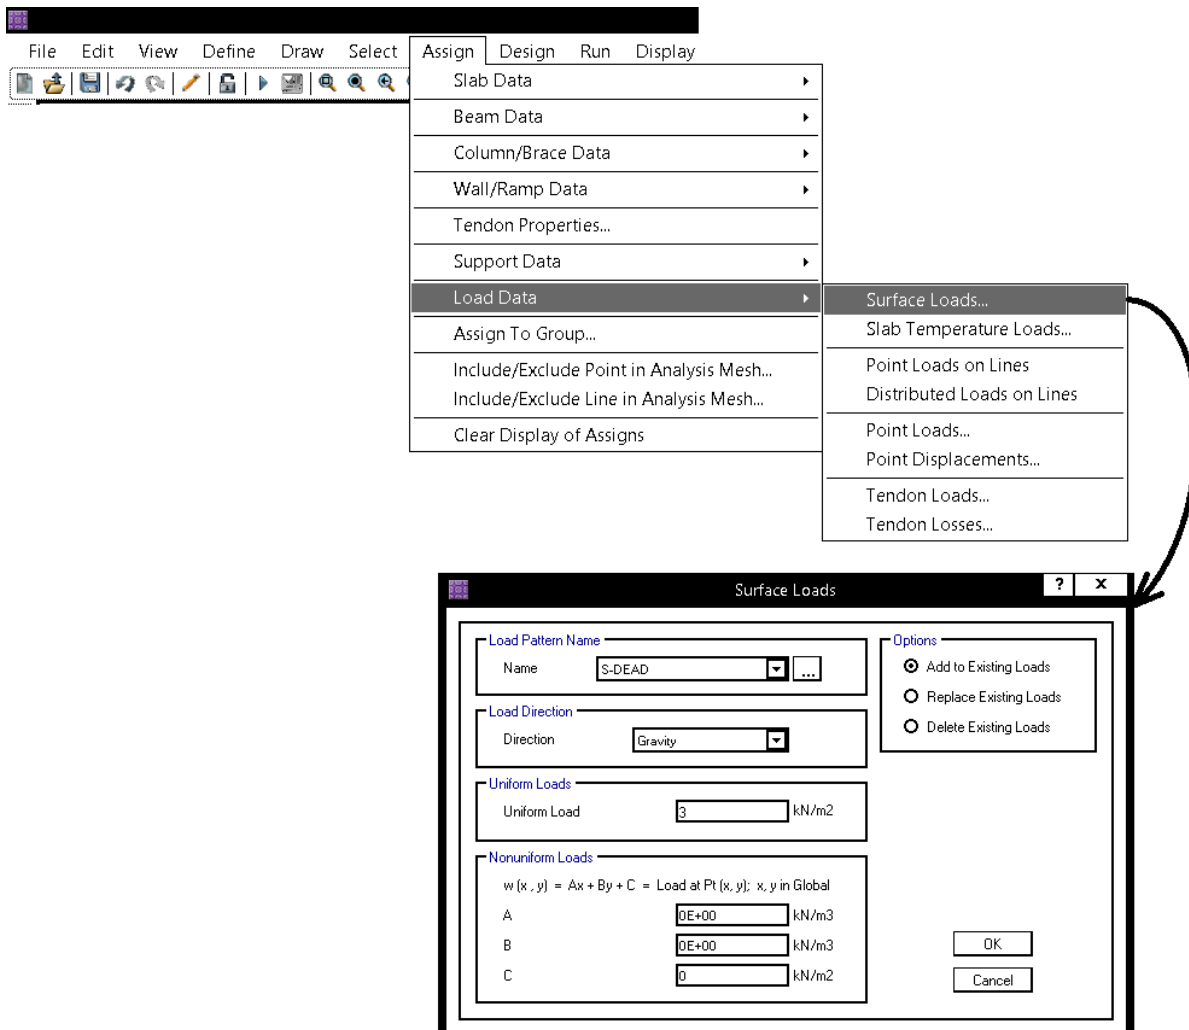 File Edit View Define Draw Select Assign Design Run Display
Slab Data
Beam Data
Column/Brace Data
Wall/Ramp Data
Tendon Properties...
Support Data
Load Data
Assign To Group...
Include/Exclude Point in Analysis Mesh...
Include/Exclude Line in Analysis Mesh...
Clear Display of Assigns
Surface Loads...
Slab Temperature Loads...
Point Loads on Lines
Distributed Loads on Lines
Point Loads...
Point Displacements...
Tendon Loads...
Tendon Losses...
Surface Loads ? x
Load Pattern Name
Name S-DEAD ...
Load Direction
Direction Gravity
Uniform Loads
Uniform Load 3 kN/m2
Nonuniform Loads
w (x , y) = Ax + By + C = Load at Pt (x, y); x, y in Global
A 0E+00 kN/m3
B 0E+00 kN/m3
C 0 kN/m2
Options
Add to Existing Loads
Replace Existing Loads
Delete Existing Loads
OK
Cancel